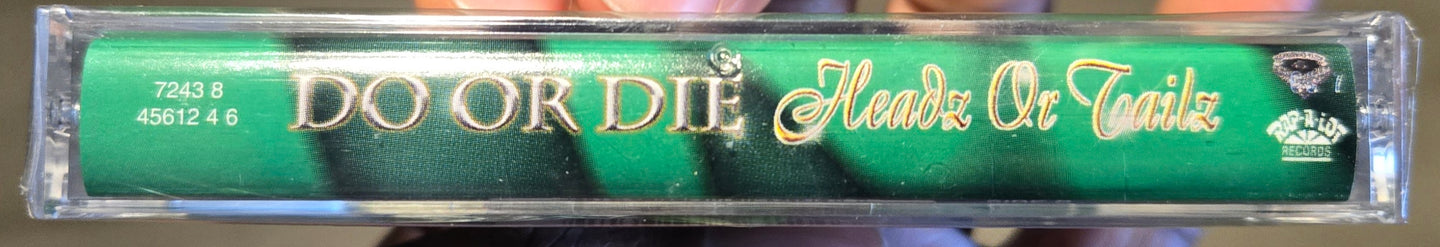 7243 8
45612 4 6
DO OR DIE
Headz Or Tailz
RAP-A-LOT
RECORDS